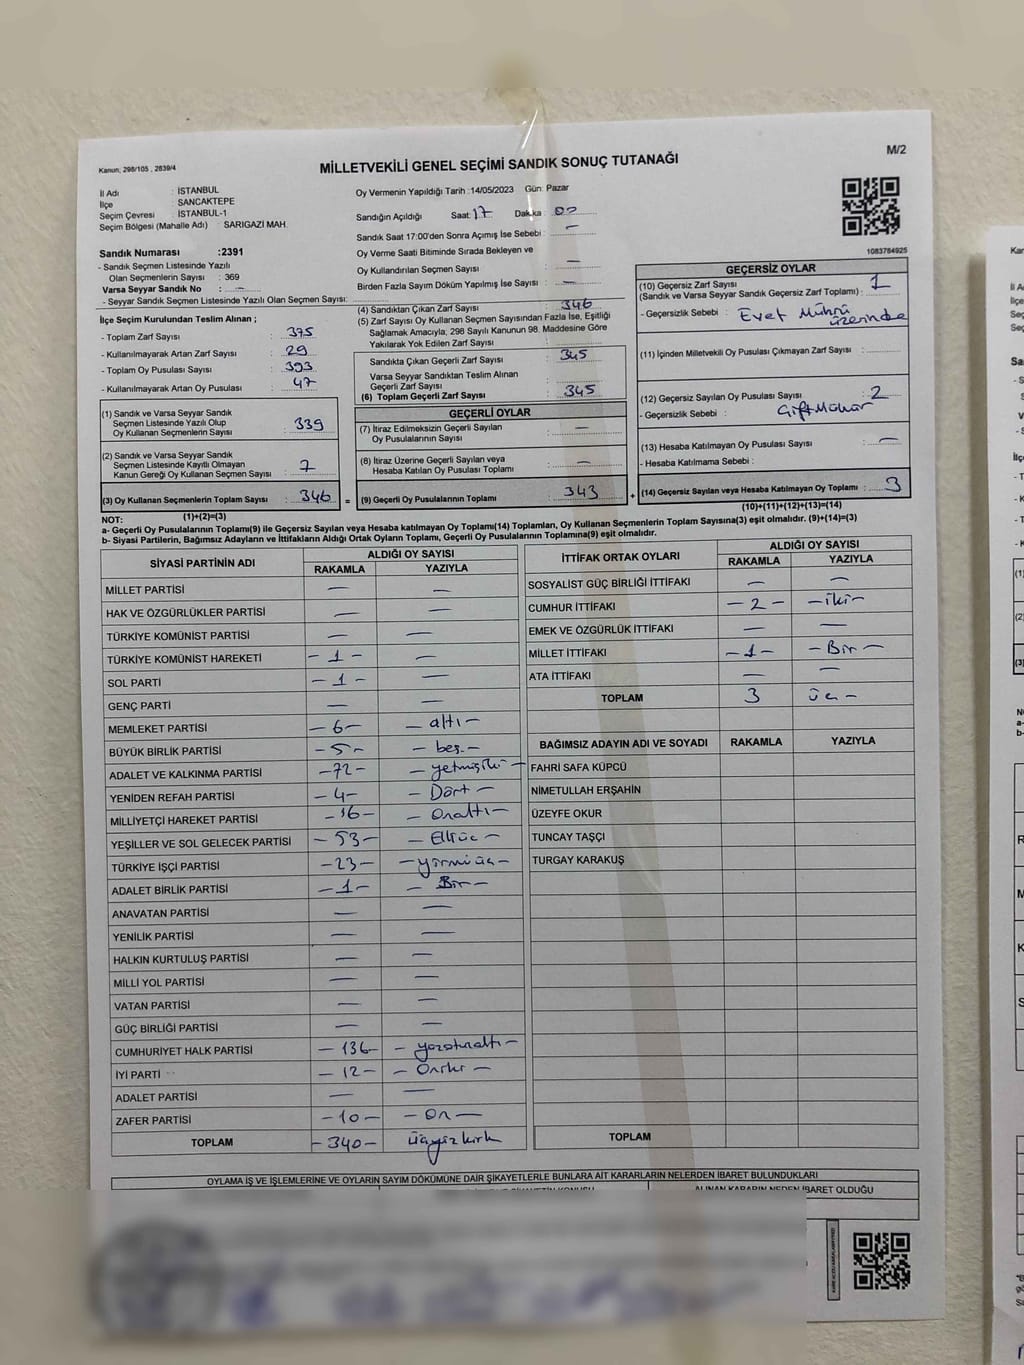 M/2
Kanun; 298/105 , 2839/4
MİLLETVEKİLİ GENEL SEÇİMİ SANDIK SONUÇ TUTANAĞI
İl Adı : İSTANBUL
İlçe : SANCAKTEPE
Seçim Çevresi : İSTANBUL-1
Seçim Bölgesi (Mahalle Adı) : SARIGAZİ MAH.
Oy Vermenin Yapıldığı Tarih :14/05/2023 Gün: Pazar
Sandığın Açıldığı Saat: 17 Dakika : 00
Sandık Saat 17:00'den Sonra Açımış İse Sebebi : —
Oy Verme Saati Bitiminde Sırada Bekleyen ve
Oy Kullandırılan Seçmen Sayısı : —
Birden Fazla Sayım Döküm Yapılmış İse Sayısı : —
1083764925
Sandık Numarası :2391
- Sandık Seçmen Listesinde Yazılı
Olan Seçmenlerin Sayısı : 369
Varsa Seyyar Sandık No : —
- Seyyar Sandık Seçmen Listesinde Yazılı Olan Seçmen Sayısı:
İlçe Seçim Kurulundan Teslim Alınan ;
- Toplam Zarf Sayısı : 375
- Kullanılmayarak Artan Zarf Sayısı : 29
- Toplam Oy Pusulası Sayısı : 393
- Kullanılmayarak Artan Oy Pusulası : 47
(1) Sandık ve Varsa Seyyar Sandık
Seçmen Listesinde Yazılı Olup
Oy Kullanan Seçmenlerin Sayısı : 339
(2) Sandık ve Varsa Seyyar Sandık
Seçmen Listesinde Kayıtlı Olmayan
Kanun Gereği Oy Kullanan Seçmen Sayısı : 7
(3) Oy Kullanan Seçmenlerin Toplam Sayısı : 346 =
(1)+(2)=(3)
(4) Sandıktan Çıkan Zarf Sayısı : 346
(5) Zarf Sayısı Oy Kullanan Seçmen Sayısından Fazla İse, Eşitliği
Sağlamak Amacıyla; 298 Sayılı Kanunun 98. Maddesine Göre
Yakılarak Yok Edilen Zarf Sayısı :
Sandıkta Çıkan Geçerli Zarf Sayısı : 345
Varsa Seyyar Sandıktan Teslim Alınan
Geçerli Zarf Sayısı :
(6) Toplam Geçerli Zarf Sayısı : 345
GEÇERLİ OYLAR
(7) İtiraz Edilmeksizin Geçerli Sayılan
Oy Pusulalarının Sayısı : —
(8) İtiraz Üzerine Geçerli Sayılan veya
Hesaba Katılan Oy Pusulası Toplamı : —
(9) Geçerli Oy Pusulalarının Toplamı : 343 +
GEÇERSİZ OYLAR
(10) Geçersiz Zarf Sayısı
(Sandık ve Varsa Seyyar Sandık Geçersiz Zarf Toplamı) : 1
- Geçersizlik Sebebi : Evet Mührü
üzerinde
(11) İçinden Milletvekili Oy Pusulası Çıkmayan Zarf Sayısı :
(12) Geçersiz Sayılan Oy Pusulası Sayısı : 2
- Geçersizlik Sebebi : Çift Mühür
(13) Hesaba Katılmayan Oy Pusulası Sayısı : —
- Hesaba Katılmama Sebebi :
(14) Geçersiz Sayılan veya Hesaba Katılmayan Oy Toplamı : 3
(10)+(11)+(12)+(13)=(14)
NOT:
a- Geçerli Oy Pusulalarının Toplamı(9) ile Geçersiz Sayılan veya Hesaba katılmayan Oy Toplamı(14) Toplamları, Oy Kullanan Seçmenlerin Toplam Sayısına(3) eşit olmalıdır. (9)+(14)=(3)
b- Siyasi Partilerin, Bağımsız Adayların ve İttifakların Aldığı Ortak Oyların Toplamı, Geçerli Oy Pusulalarının Toplamına(9) eşit olmalıdır.
SİYASİ PARTİNİN ADI ALDIĞI OY SAYISI
RAKAMLA YAZIYLA
MİLLET PARTİSİ — —
HAK VE ÖZGÜRLÜKLER PARTİSİ — —
TÜRKİYE KOMÜNİST PARTİSİ — —
TÜRKİYE KOMÜNİST HAREKETİ – 1 – —
SOL PARTİ – 1 – —
GENÇ PARTİ — —
MEMLEKET PARTİSİ – 6 – – altı –
BÜYÜK BİRLİK PARTİSİ – 5 – – beş –
ADALET VE KALKINMA PARTİSİ – 72 – – yetmişiki –
YENİDEN REFAH PARTİSİ – 4 – – Dört –
MİLLİYETÇİ HAREKET PARTİSİ – 16 – – Onaltı –
YEŞİLLER VE SOL GELECEK PARTİSİ – 53 – – Elliüç –
TÜRKİYE İŞÇİ PARTİSİ – 23 – – yirmiüç –
ADALET BİRLİK PARTİSİ – 1 – – Bir –
ANAVATAN PARTİSİ — —
YENİLİK PARTİSİ — —
HALKIN KURTULUŞ PARTİSİ — —
MİLLİ YOL PARTİSİ — —
VATAN PARTİSİ — —
GÜÇ BİRLİĞİ PARTİSİ — —
CUMHURİYET HALK PARTİSİ – 136 – – yüzotuzaltı –
İYİ PARTİ – 12 – – Oniki –
ADALET PARTİSİ — —
ZAFER PARTİSİ – 10 – – On –
TOPLAM – 340 – üçyüzkırk
İTTİFAK ORTAK OYLARI ALDIĞI OY SAYISI
RAKAMLA YAZIYLA
SOSYALİST GÜÇ BİRLİĞİ İTTİFAKI — —
CUMHUR İTTİFAKI – 2 – – iki –
EMEK VE ÖZGÜRLÜK İTTİFAKI — —
MİLLET İTTİFAKI – 1 – – Bir –
ATA İTTİFAKI — —
TOPLAM 3 üç –
BAĞIMSIZ ADAYIN ADI VE SOYADI RAKAMLA YAZIYLA
FAHRİ SAFA KÜPCÜ
NİMETULLAH ERŞAHİN
ÜZEYFE OKUR
TUNCAY TAŞÇI
TURGAY KARAKUŞ
TOPLAM
OYLAMA İŞ VE İŞLEMLERİNE VE OYLARIN SAYIM DÖKÜMÜNE DAİR ŞİKAYETLERLE BUNLARA AİT KARARLARIN NELERDEN İBARET BULUNDUKLARI
ALINAN KARARIN NEDEN İBARET OLDUĞU